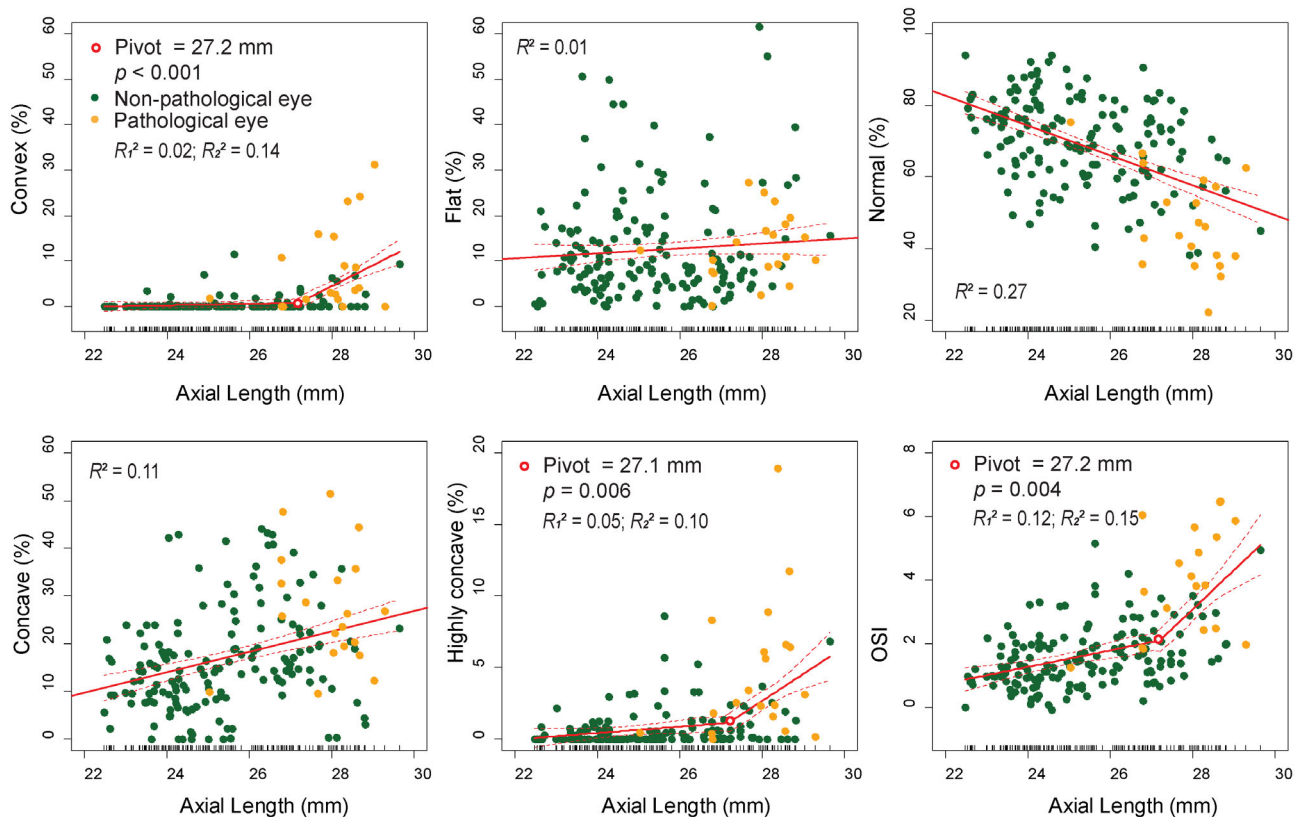 Convex (%)
60
50
40
30
20
10
0
Pivot = 27.2 mm
p < 0.001
Non-pathological eye
Pathological eye
R₁² = 0.02; R₂² = 0.14
22 24 26 28 30
Axial Length (mm)
Flat (%)
60
50
40
30
20
10
0
R² = 0.01
22 24 26 28 30
Axial Length (mm)
Normal (%)
100
80
60
40
20
R² = 0.27
22 24 26 28 30
Axial Length (mm)
Concave (%)
60
50
40
30
20
10
0
R² = 0.11
22 24 26 28 30
Axial Length (mm)
Highly concave (%)
20
15
10
5
0
Pivot = 27.1 mm
p = 0.006
R₁² = 0.05; R₂² = 0.10
22 24 26 28 30
Axial Length (mm)
OSI
8
6
4
2
0
Pivot = 27.2 mm
p = 0.004
R₁² = 0.12; R₂² = 0.15
22 24 26 28 30
Axial Length (mm)